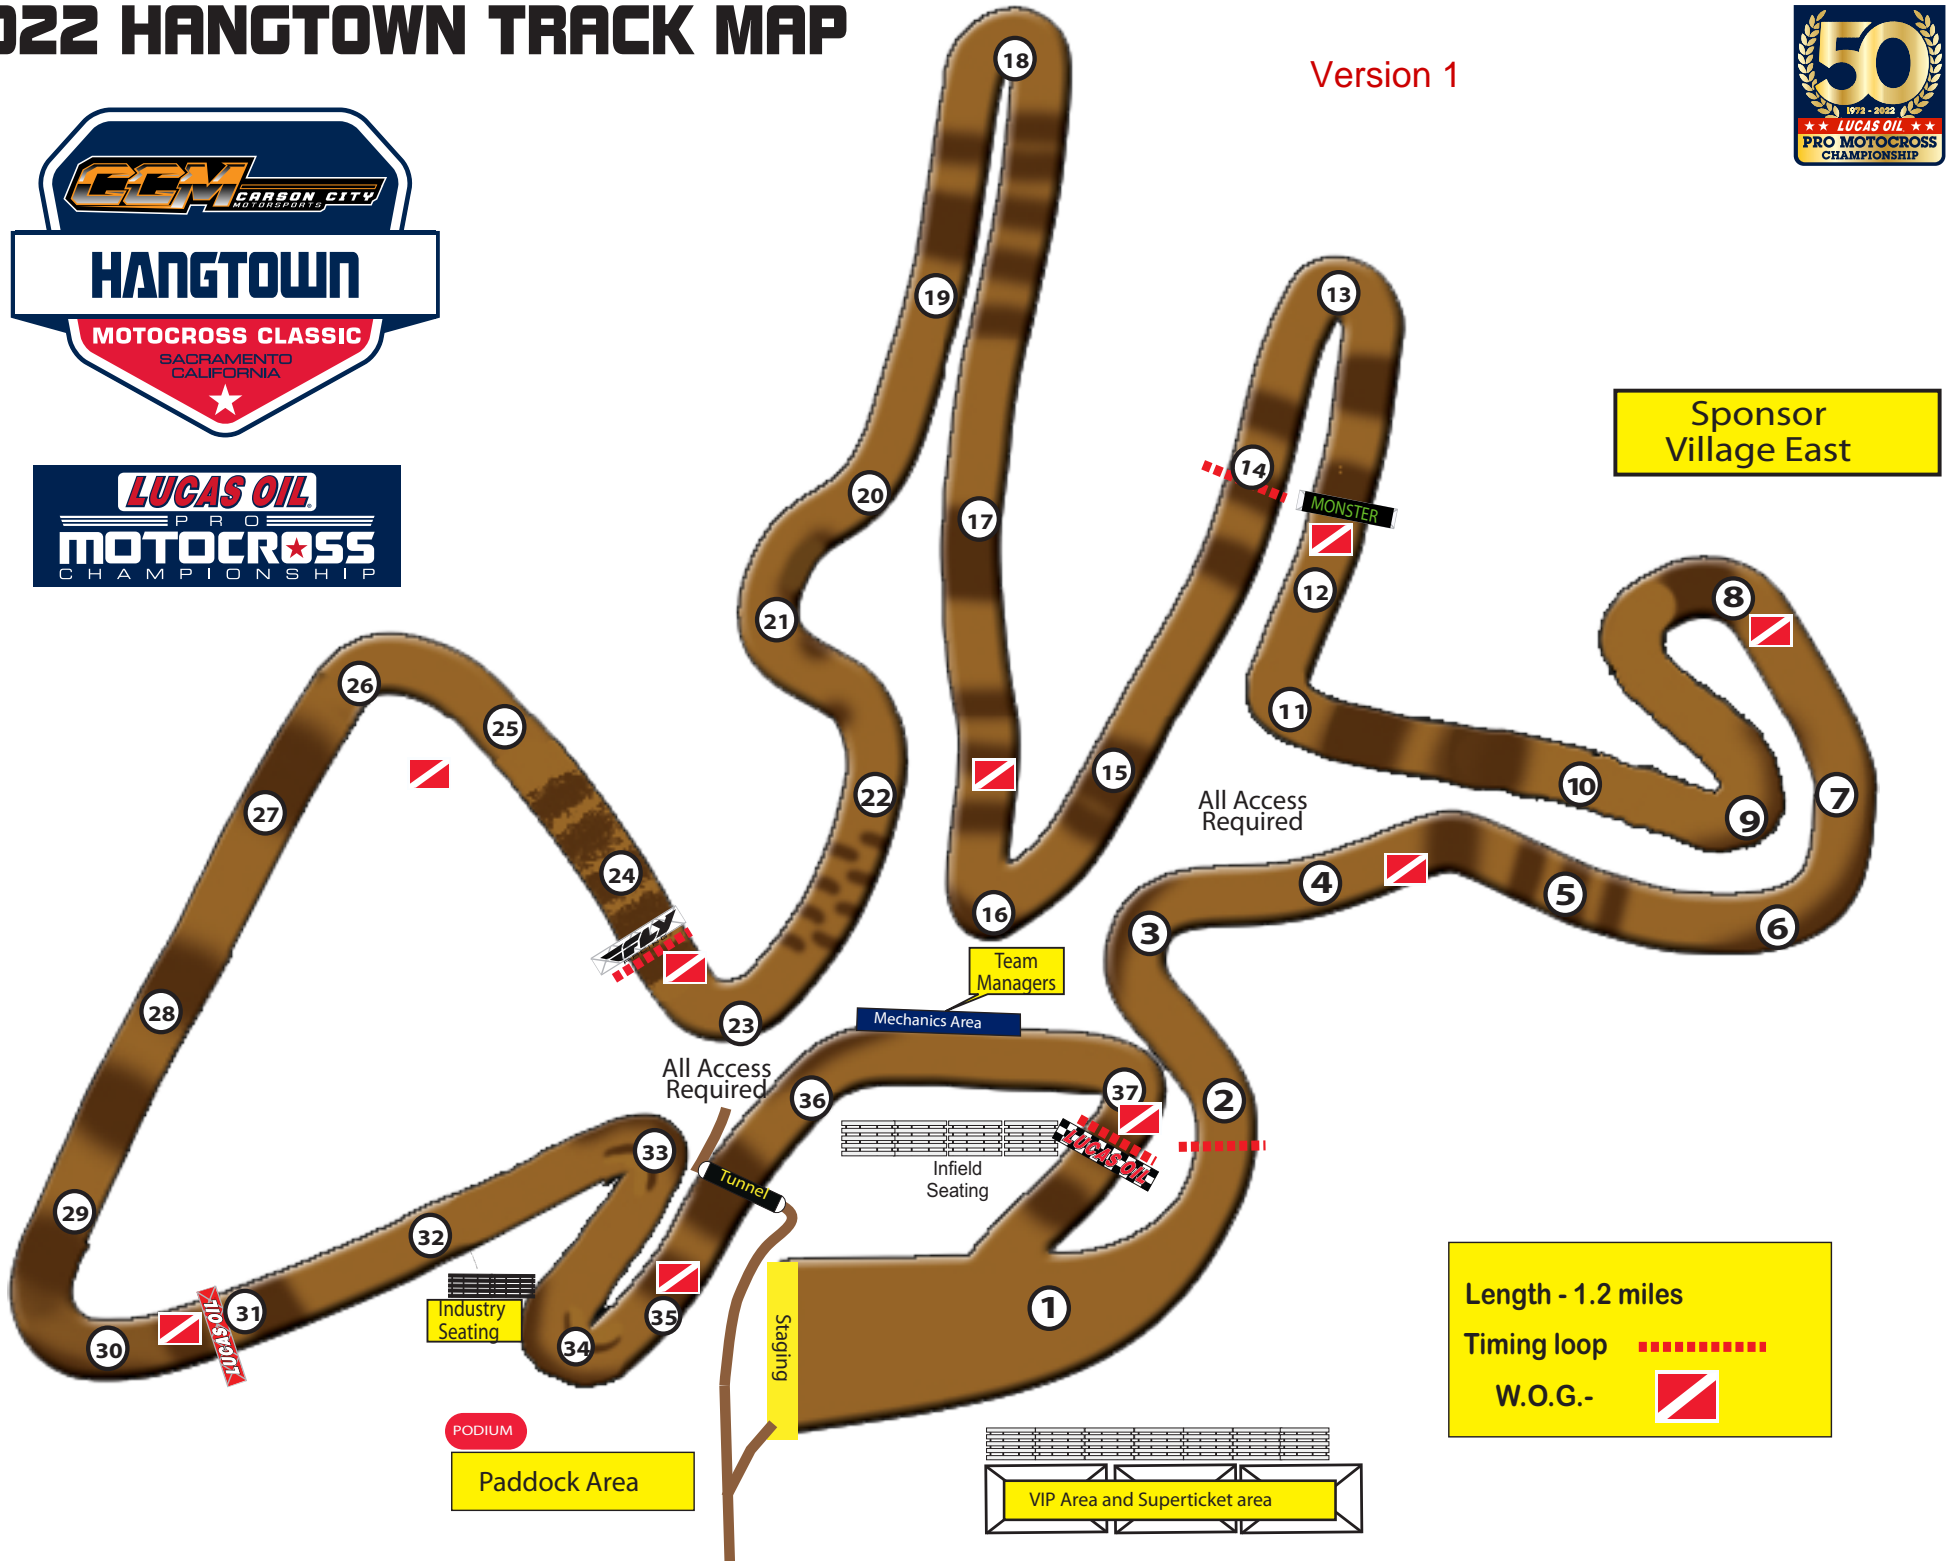 022 HANGTOWN TRACK MAP
Version 1
50
1972 - 2022
LUCAS OIL
PRO MOTOCROSS
CHAMPIONSHIP
CCM CARSON CITY
MOTORSPORTS
HANGTOWN
MOTOCROSS CLASSIC
SACRAMENTO
CALIFORNIA
LUCAS OIL
PRO
MOTOCROSS
CHAMPIONSHIP
Sponsor
Village East
18
13
19
14
MONSTER
20
17
12
8
21
26
11
25
15
10
7
22
9
27
All Access
Required
24
4
5
16
3
6
FLY
Team
Managers
28
23
Mechanics Area
All Access
Required
36
37
2
33
LUCAS OIL
Infield
Seating
Tunnel
29
32
Industry
Seating
31
LUCAS OIL
35
1
34
30
Staging
Length - 1.2 miles
Timing loop
W.O.G.-
PODIUM
Paddock Area
VIP Area and Superticket area